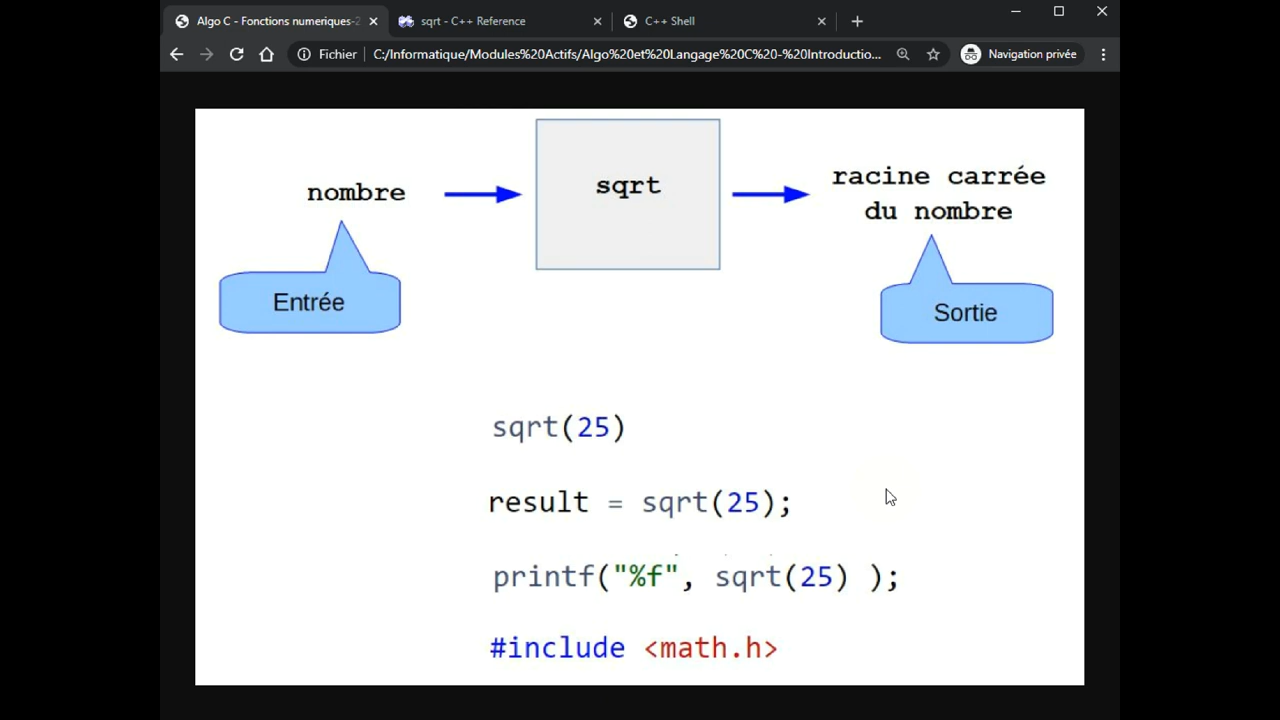 Algo C - Fonctions numeriques-2
sqrt - C++ Reference
C++ Shell
Fichier
C:/Informatique/Modules%20Actifs/Algo%20et%20Langage%20C%20-%20Introductio...
Navigation privée
nombre
sqrt
racine carrée
du nombre
Entrée
Sortie
sqrt(25)
result = sqrt(25);
printf("%f", sqrt(25) );
#include <math.h>